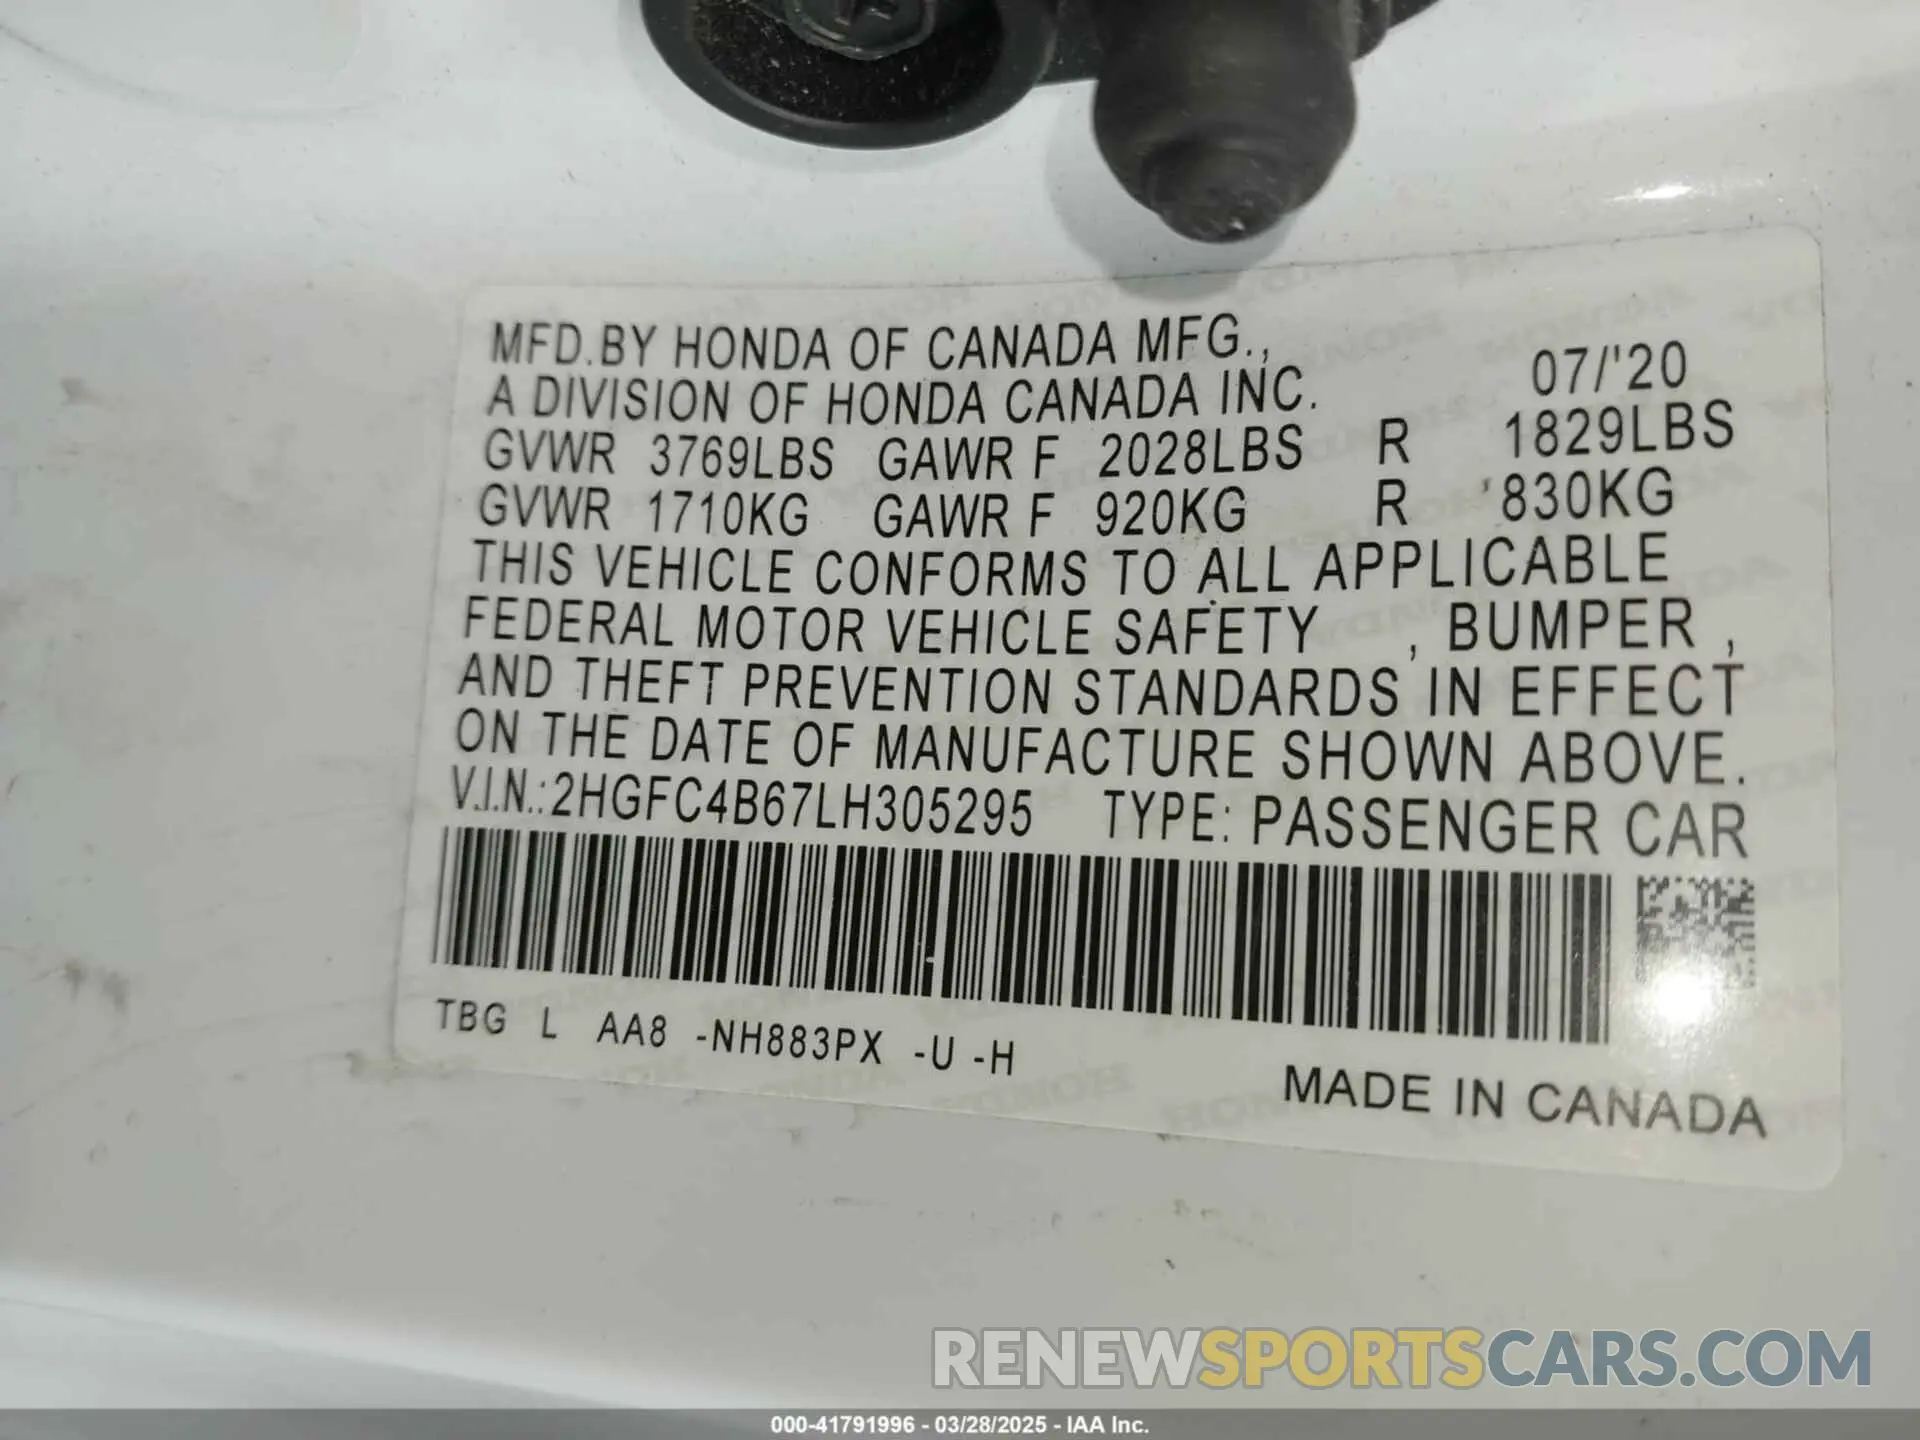 MFD.BY HONDA OF CANADA MFG.,
A DIVISION OF HONDA CANADA INC. 07/'20
GVWR 3769LBS GAWR F 2028LBS R 1829LBS
GVWR 1710KG GAWR F 920KG R 830KG
THIS VEHICLE CONFORMS TO ALL APPLICABLE
FEDERAL MOTOR VEHICLE SAFETY , BUMPER ,
AND THEFT PREVENTION STANDARDS IN EFFECT
ON THE DATE OF MANUFACTURE SHOWN ABOVE.
V.I.N.:2HGFC4B67LH305295 TYPE: PASSENGER CAR
TBG L AA8 -NH883PX -U -H
MADE IN CANADA
RENEWSPORTSCARS.COM
000-41791996 - 03/28/2025 - IAA Inc.